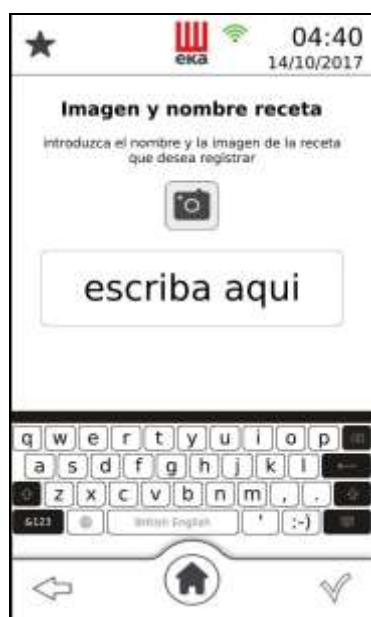 04:40
eka
14/10/2017
Imagen y nombre receta
introduzca el nombre y la imagen de la receta
que desea registrar
escriba aqui
q w e r t y u i o p
a s d f g h j k l
z x c v b n m , .
&123 British English ' :-)